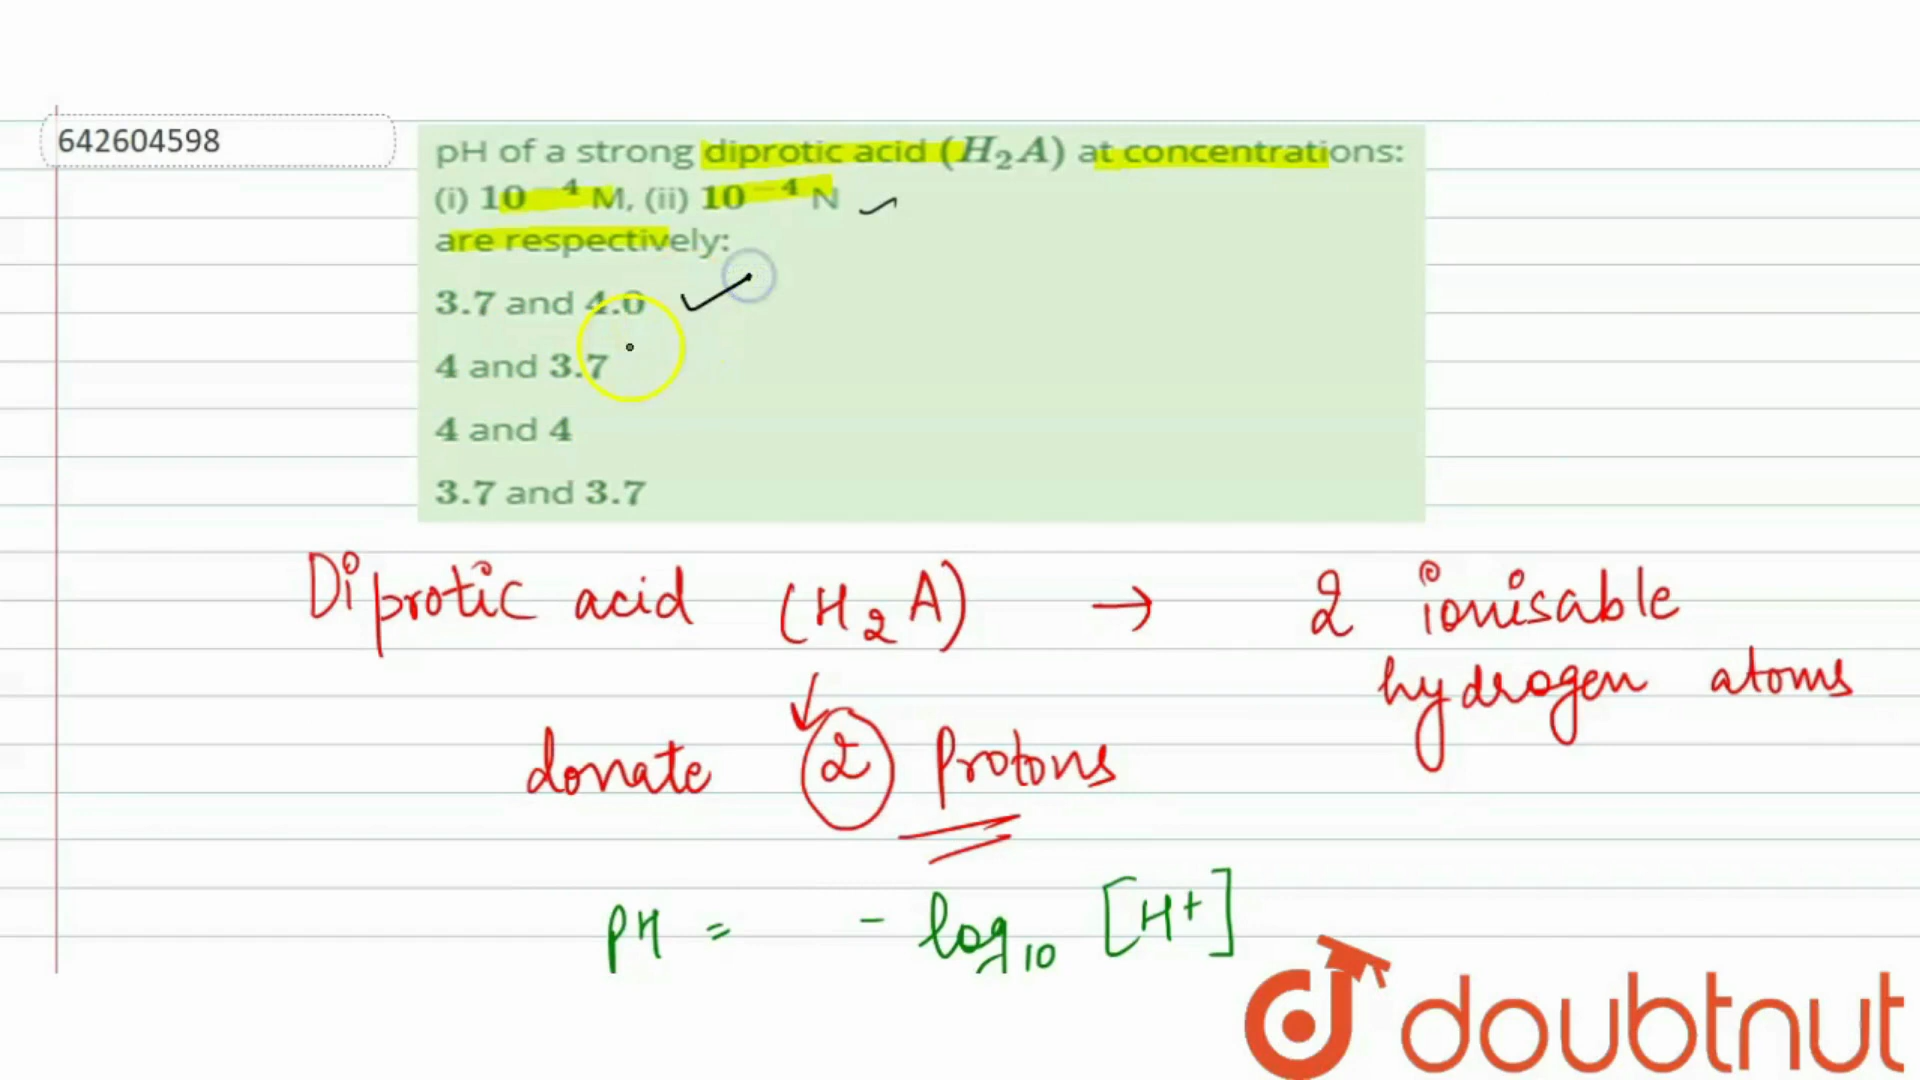 642604598
pH of a strong diprotic acid (H₂A) at concentrations:
(i) 10⁻⁴ M, (ii) 10⁻⁴ N
are respectively:
3.7 and 4.0
4 and 3.7
4 and 4
3.7 and 3.7
Diprotic acid (H₂A) → 2 ionisable
hydrogen atoms
donate 2 Protons
pH = - log₁₀ [H⁺]
doubtnut